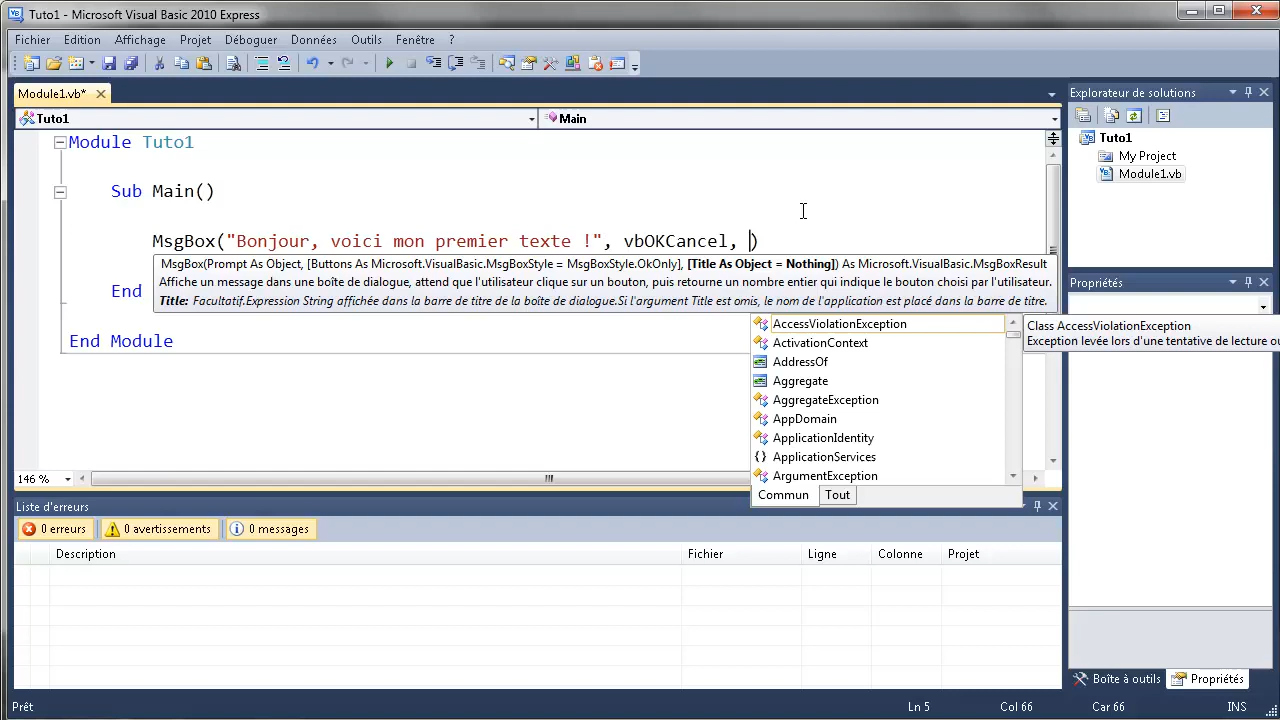 Tuto1 - Microsoft Visual Basic 2010 Express
Fichier Edition Affichage Projet Déboguer Données Outils Fenêtre ?
Module1.vb*
Tuto1 Main
Module Tuto1
Sub Main()
MsgBox("Bonjour, voici mon premier texte !", vbOKCancel, )
MsgBox(Prompt As Object, [Buttons As Microsoft.VisualBasic.MsgBoxStyle = MsgBoxStyle.OkOnly], [Title As Object = Nothing]) As Microsoft.VisualBasic.MsgBoxResult
Affiche un message dans une boîte de dialogue, attend que l'utilisateur clique sur un bouton, puis retourne un nombre entier qui indique le bouton choisi par l'utilisateur.
Title: Facultatif.Expression String affichée dans la barre de titre de la boîte de dialogue.Si l'argument Title est omis, le nom de l'application est placé dans la barre de titre.
End
End Module
AccessViolationException
ActivationContext
AddressOf
Aggregate
AggregateException
AppDomain
ApplicationIdentity
ApplicationServices
ArgumentException
Commun Tout
Class AccessViolationException
Exception levée lors d'une tentative de lecture ou
146 %
Explorateur de solutions
Tuto1
My Project
Module1.vb
Propriétés
Liste d'erreurs
0 erreurs 0 avertissements 0 messages
Description Fichier Ligne Colonne Projet
Boîte à outils Propriétés
Prêt Ln 5 Col 66 Car 66 INS